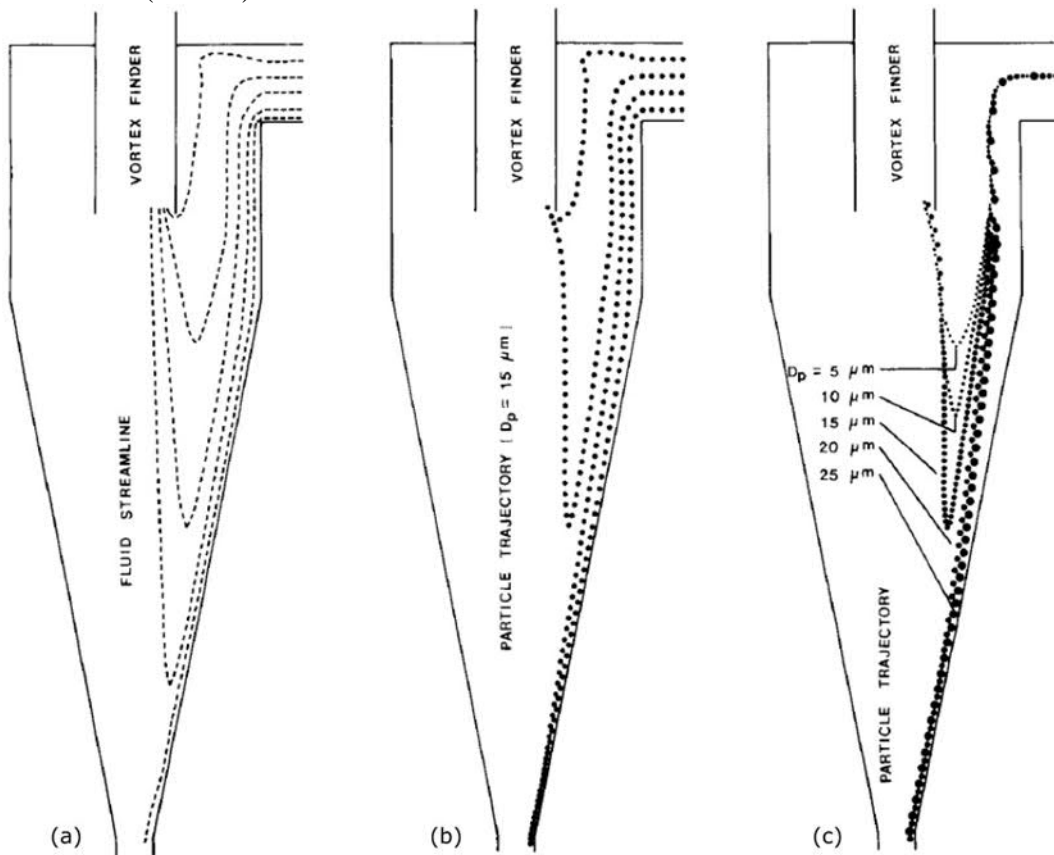 VORTEX FINDER
FLUID STREAMLINE
(a)
VORTEX FINDER
PARTICLE TRAJECTORY ( Dp = 15 μm )
(b)
VORTEX FINDER
Dp = 5 μm
10 μm
15 μm
20 μm
25 μm
PARTICLE TRAJECTORY
(c)